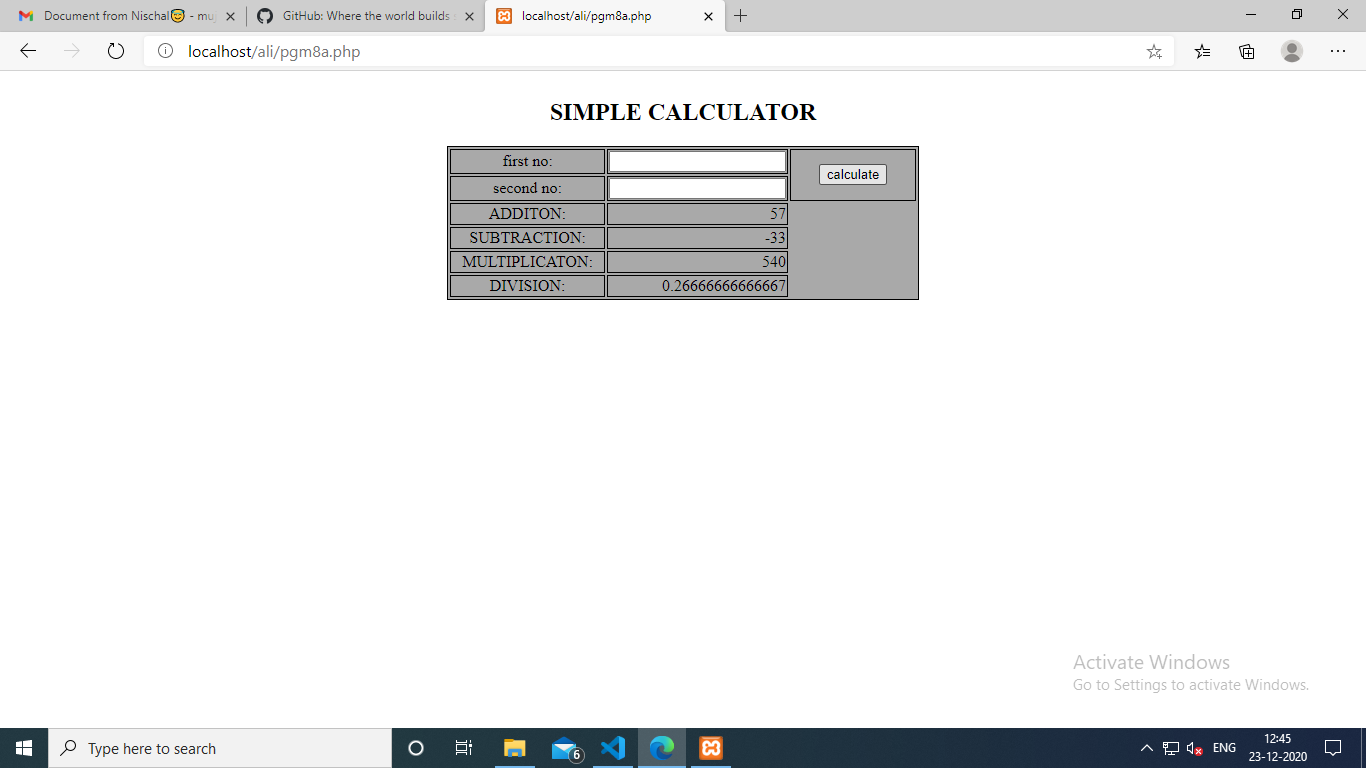 Document from Nischal😇 - mu
GitHub: Where the world builds
localhost/ali/pgm8a.php
localhost/ali/pgm8a.php
SIMPLE CALCULATOR
first no:
calculate
second no:
ADDITON: 57
SUBTRACTION: -33
MULTIPLICATON: 540
DIVISION: 0.26666666666667
Activate Windows
Go to Settings to activate Windows.
Type here to search
6
ENG
12:45
23-12-2020